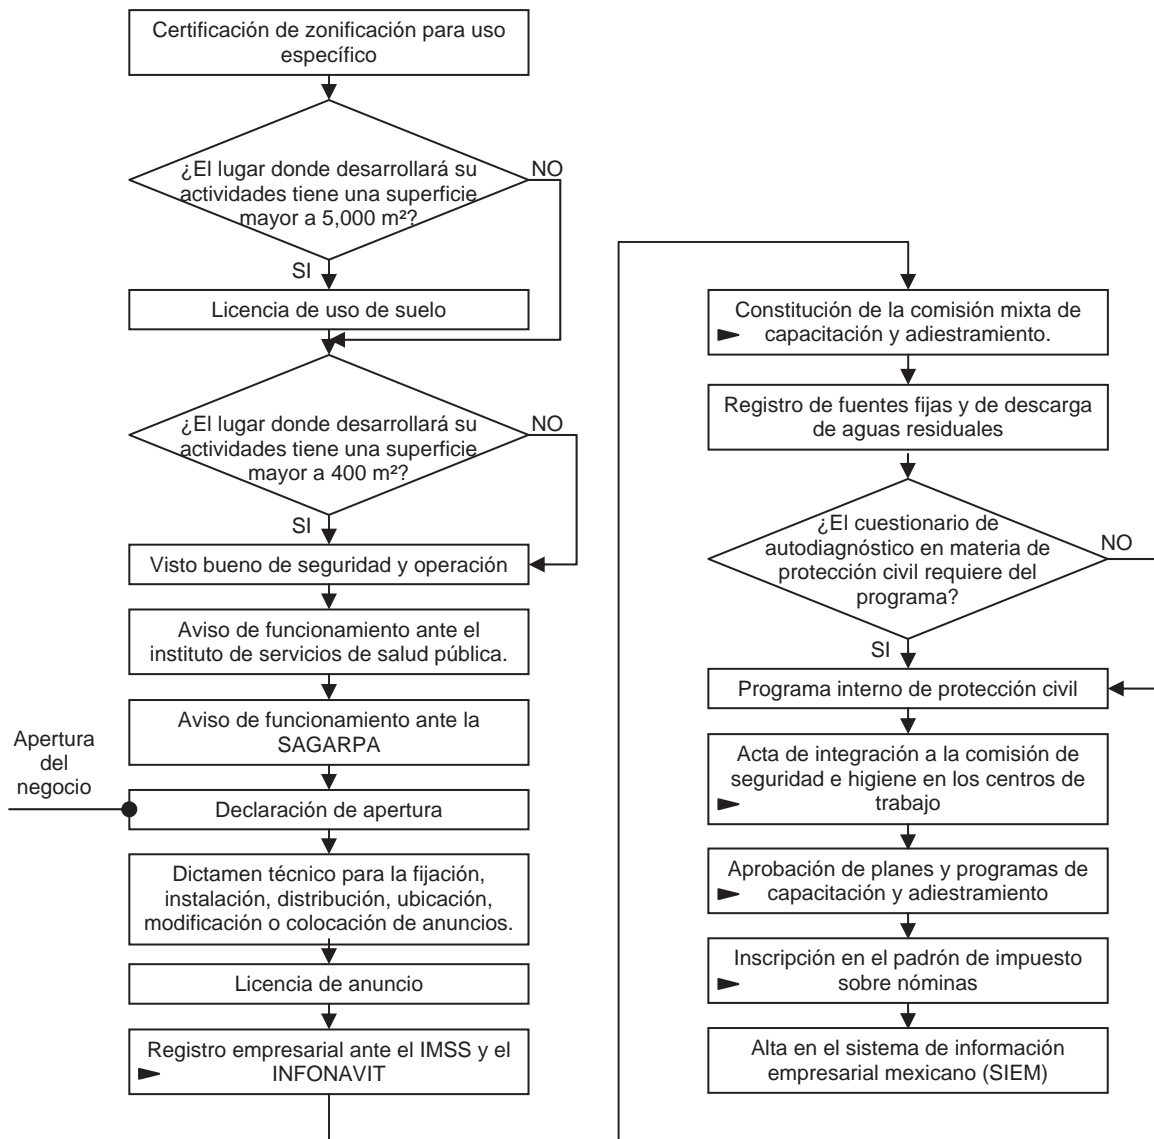 Certificación de zonificación para uso
específico
¿El lugar donde desarrollará su
actividades tiene una superficie
mayor a 5,000 m²?
NO
SI
Licencia de uso de suelo
¿El lugar donde desarrollará su
actividades tiene una superficie
mayor a 400 m²?
NO
SI
Visto bueno de seguridad y operación
Aviso de funcionamiento ante el
instituto de servicios de salud pública.
Aviso de funcionamiento ante la
SAGARPA
Apertura
del
negocio
Declaración de apertura
Dictamen técnico para la fijación,
instalación, distribución, ubicación,
modificación o colocación de anuncios.
Licencia de anuncio
Registro empresarial ante el IMSS y el
INFONAVIT
Constitución de la comisión mixta de
capacitación y adiestramiento.
Registro de fuentes fijas y de descarga
de aguas residuales
¿El cuestionario de
autodiagnóstico en materia de
protección civil requiere del
programa?
NO
SI
Programa interno de protección civil
Acta de integración a la comisión de
seguridad e higiene en los centros de
trabajo
Aprobación de planes y programas de
capacitación y adiestramiento
Inscripción en el padrón de impuesto
sobre nóminas
Alta en el sistema de información
empresarial mexicano (SIEM)